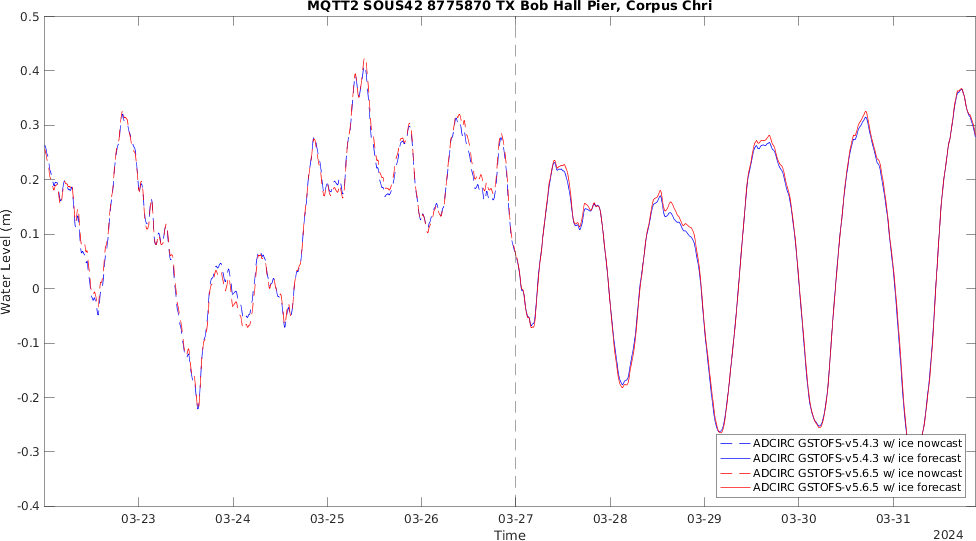 MQTT2 SOUS42 8775870 TX Bob Hall Pier, Corpus Chri
0.5
0.4
0.3
0.2
0.1
0
-0.1
-0.2
-0.3
-0.4
Water Level (m)
ADCIRC GSTOFS-v5.4.3 w/ ice nowcast
ADCIRC GSTOFS-v5.4.3 w/ ice forecast
ADCIRC GSTOFS-v5.6.5 w/ ice nowcast
ADCIRC GSTOFS-v5.6.5 w/ ice forecast
03-23 03-24 03-25 03-26 03-27 03-28 03-29 03-30 03-31
Time
2024